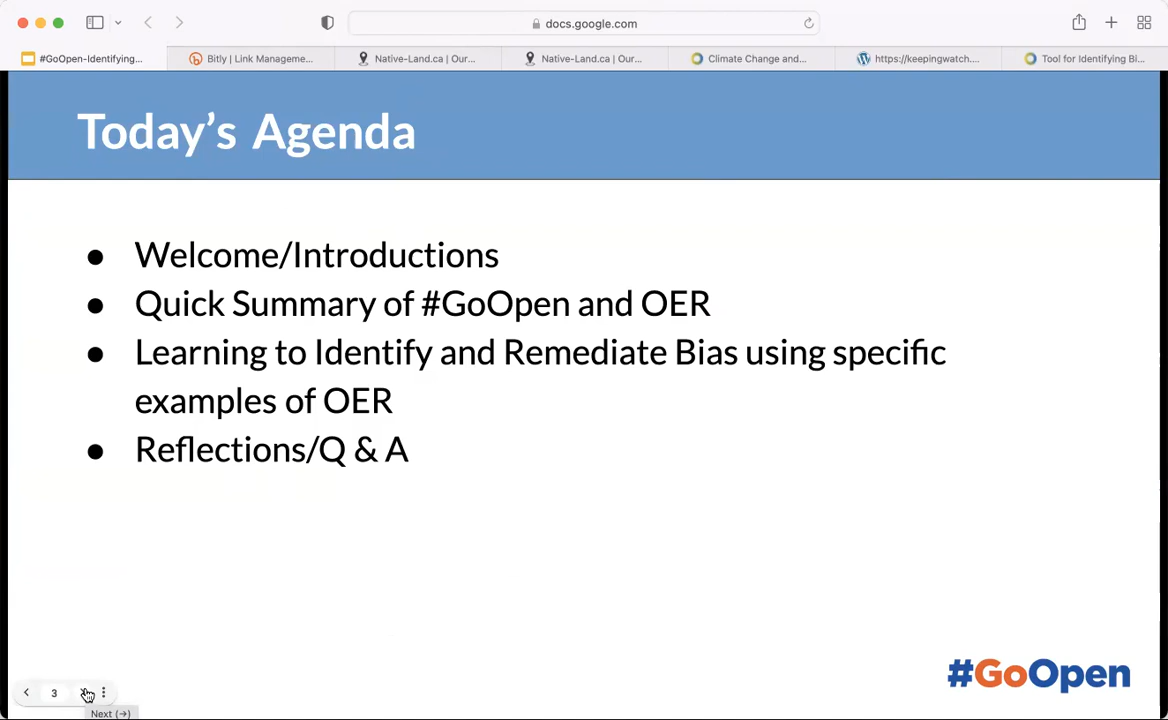 docs.google.com
#GoOpen-Identifying...
Bitly | Link Manageme...
Native-Land.ca | Our...
Native-Land.ca | Our...
Climate Change and...
https://keepingwatch....
Tool for Identifying Bi...
Today's Agenda
● Welcome/Introductions
● Quick Summary of #GoOpen and OER
● Learning to Identify and Remediate Bias using specific
examples of OER
● Reflections/Q & A
#GoOpen
3
Next (→)